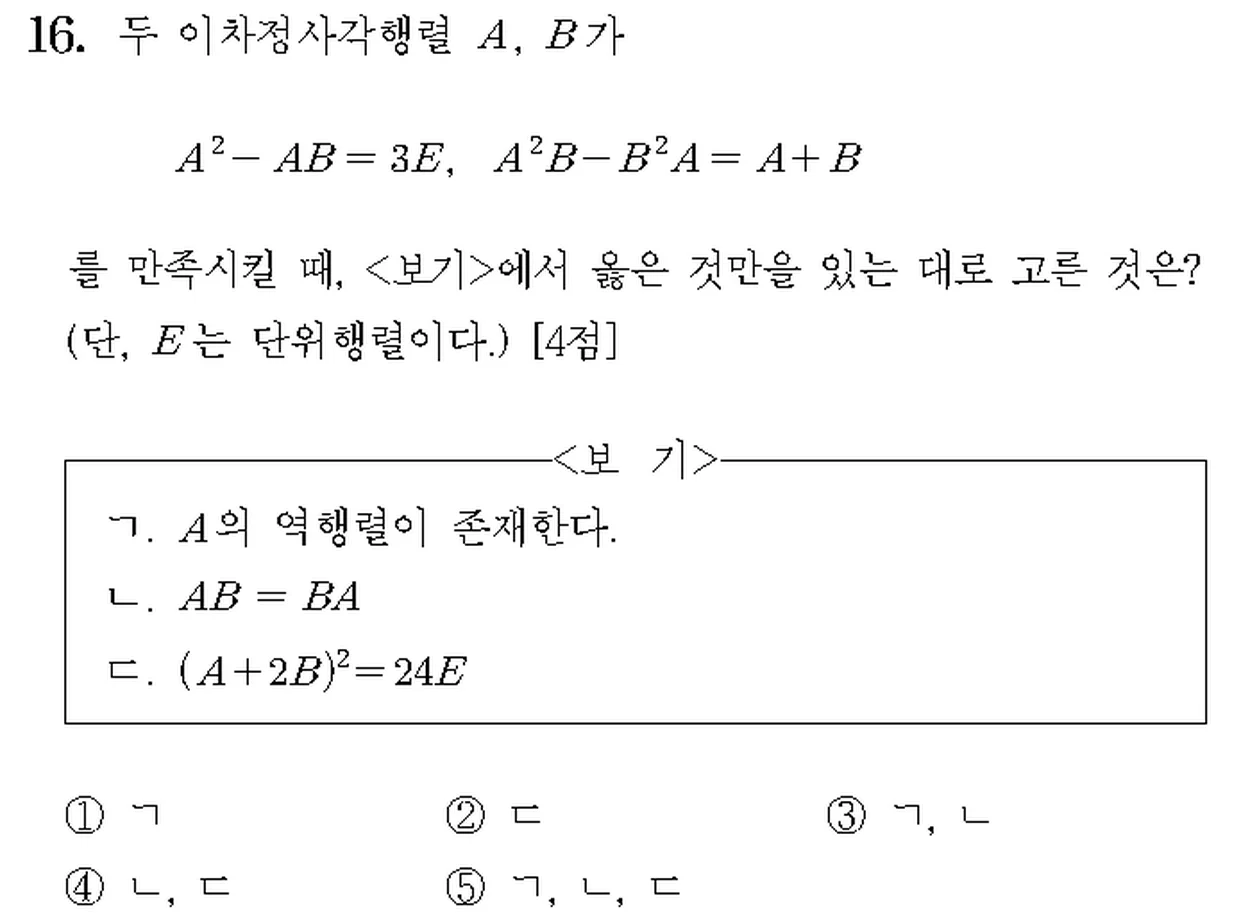 16. 두 이차정사각행렬 A, B가
A²− AB = 3E, A²B−B²A = A+B
를 만족시킬 때, <보기>에서 옳은 것만을 있는 대로 고른 것은?
(단, E는 단위행렬이다.) [4점]
<보 기>
ㄱ. A의 역행렬이 존재한다.
ㄴ. AB = BA
ㄷ. (A+2B)²=24E
① ㄱ ② ㄷ ③ ㄱ, ㄴ
④ ㄴ, ㄷ ⑤ ㄱ, ㄴ, ㄷ